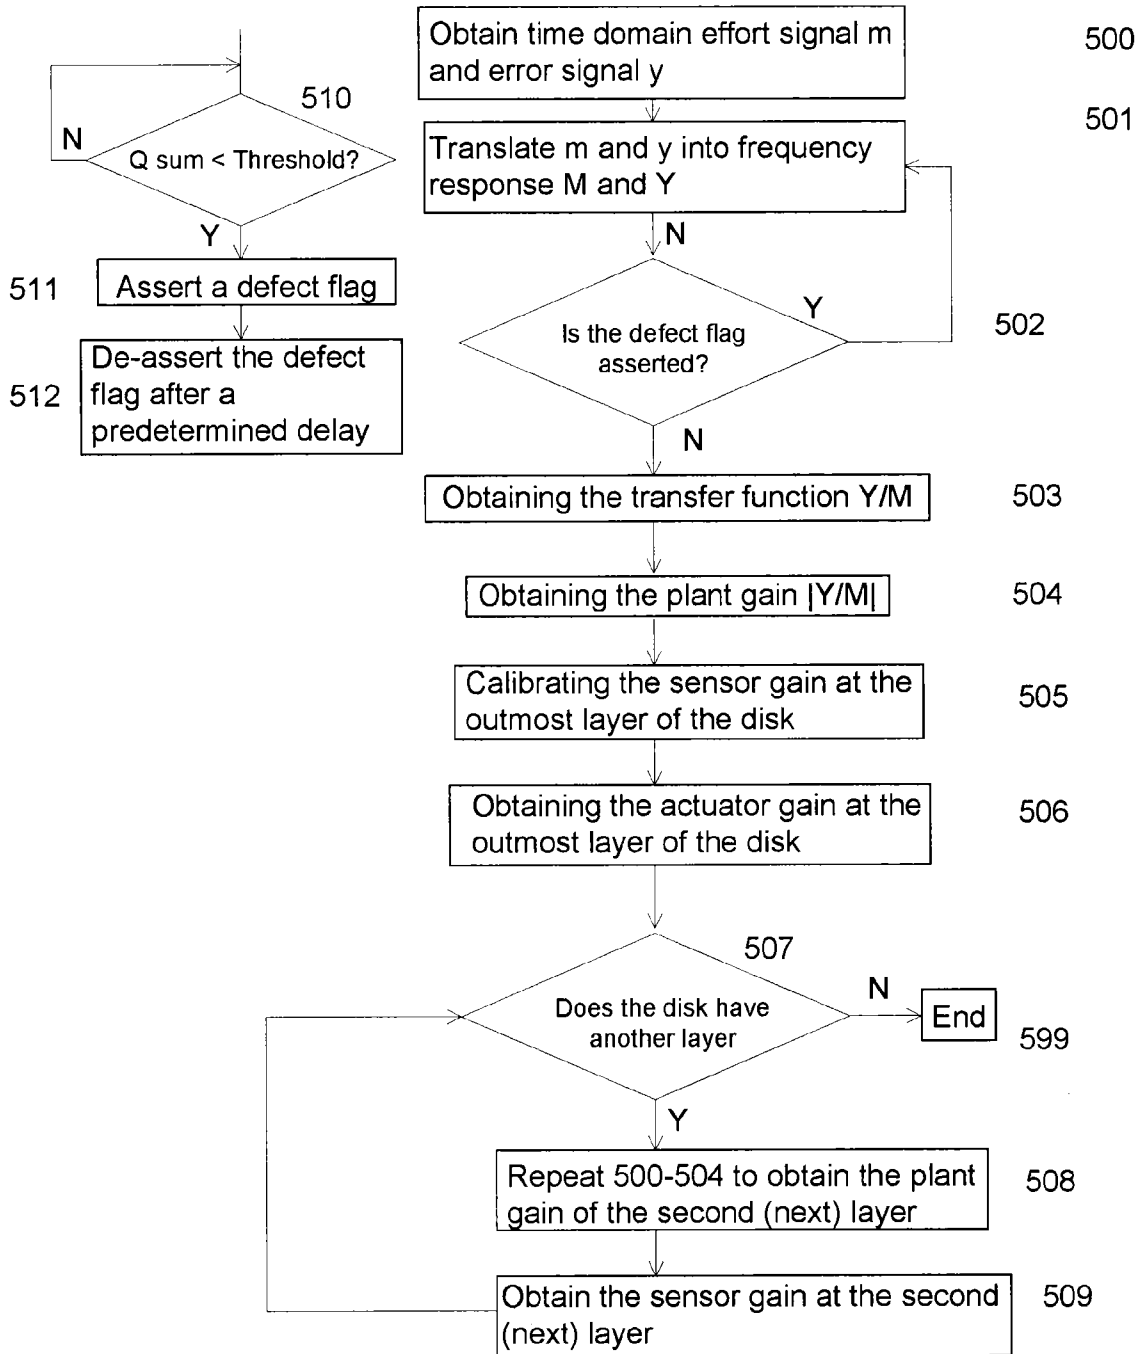 Obtain time domain effort signal m
and error signal y
500
501
510
N
Q sum < Threshold?
Y
Translate m and y into frequency
response M and Y
N
511
Assert a defect flag
Is the defect flag
asserted?
Y
502
512
De-assert the defect
flag after a
predetermined delay
N
Obtaining the transfer function Y/M
503
Obtaining the plant gain |Y/M|
504
Calibrating the sensor gain at the
outmost layer of the disk
505
Obtaining the actuator gain at the
outmost layer of the disk
506
507
Does the disk have
another layer
N
End
599
Y
Repeat 500-504 to obtain the plant
gain of the second (next) layer
508
Obtain the sensor gain at the second
(next) layer
509